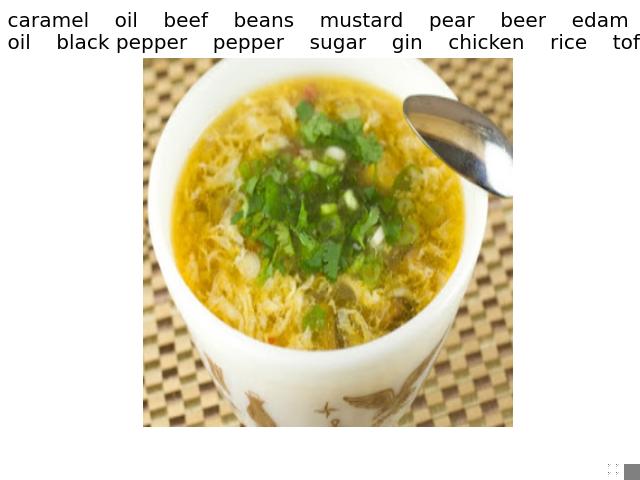 caramel oil beef beans mustard pear beer edam
oil black pepper pepper sugar gin chicken rice tof